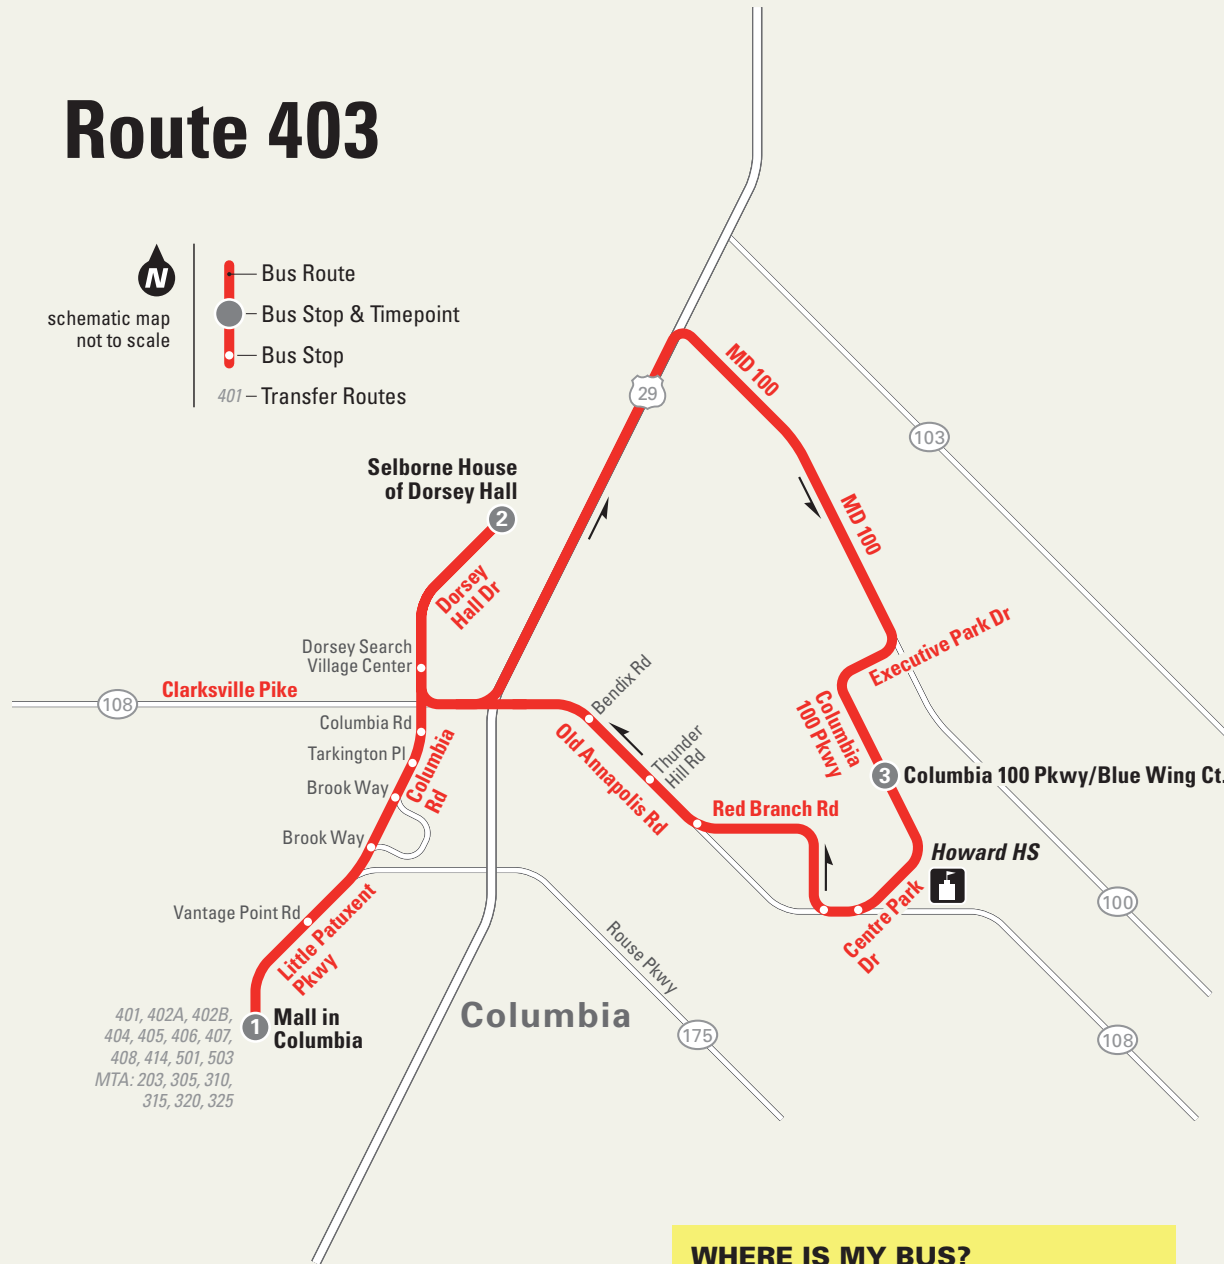 Route 403
N
schematic map
not to scale
Bus Route
Bus Stop & Timepoint
Bus Stop
401 – Transfer Routes
29
MD 100
103
Selborne House
of Dorsey Hall
2
MD 100
Dorsey
Hall Dr
Executive Park Dr
Dorsey Search
Village Center
Clarksville Pike
108
Bendix Rd
Columbia
100 Pkwy
Columbia Rd
Tarkington Pl
Columbia
Rd
Old Annapolis Rd
Thunder
Hill Rd
3
Columbia 100 Pkwy/Blue Wing Ct.
Brook Way
Red Branch Rd
Brook Way
Howard HS
100
Vantage Point Rd
Little Patuxent
Pkwy
Centre Park
Dr
Rouse Pkwy
1
Mall in
Columbia
401, 402A, 402B,
404, 405, 406, 407,
408, 414, 501, 503
MTA: 203, 305, 310,
315, 320, 325
Columbia
175
108
WHERE IS MY BUS?